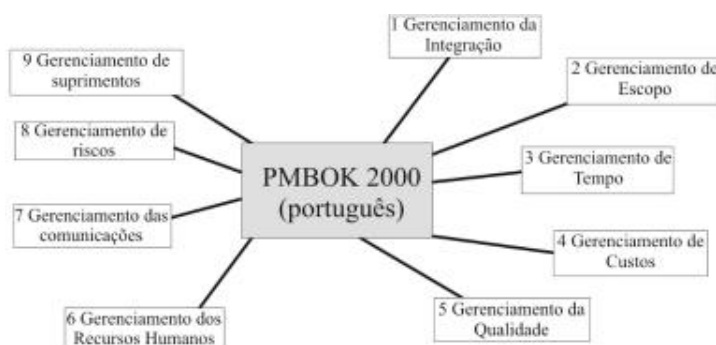 1 Gerenciamento da
Integração
2 Gerenciamento de
Escopo
3 Gerenciamento de
Tempo
4 Gerenciamento de
Custos
5 Gerenciamento da
Qualidade
6 Gerenciamento dos
Recursos Humanos
7 Gerenciamento das
comunicações
8 Gerenciamento de
riscos
9 Gerenciamento de
suprimentos
PMBOK 2000
(português)